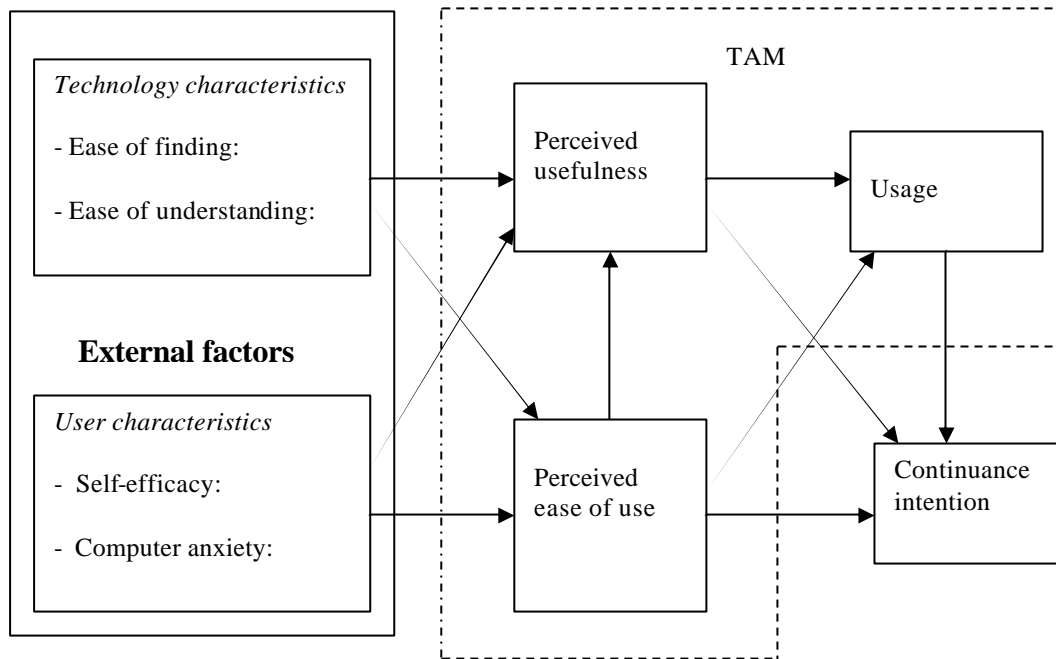 TAM
Technology characteristics
- Ease of finding:
- Ease of understanding:
Perceived
usefulness
Usage
External factors
User characteristics
- Self-efficacy:
- Computer anxiety:
Perceived
ease of use
Continuance
intention